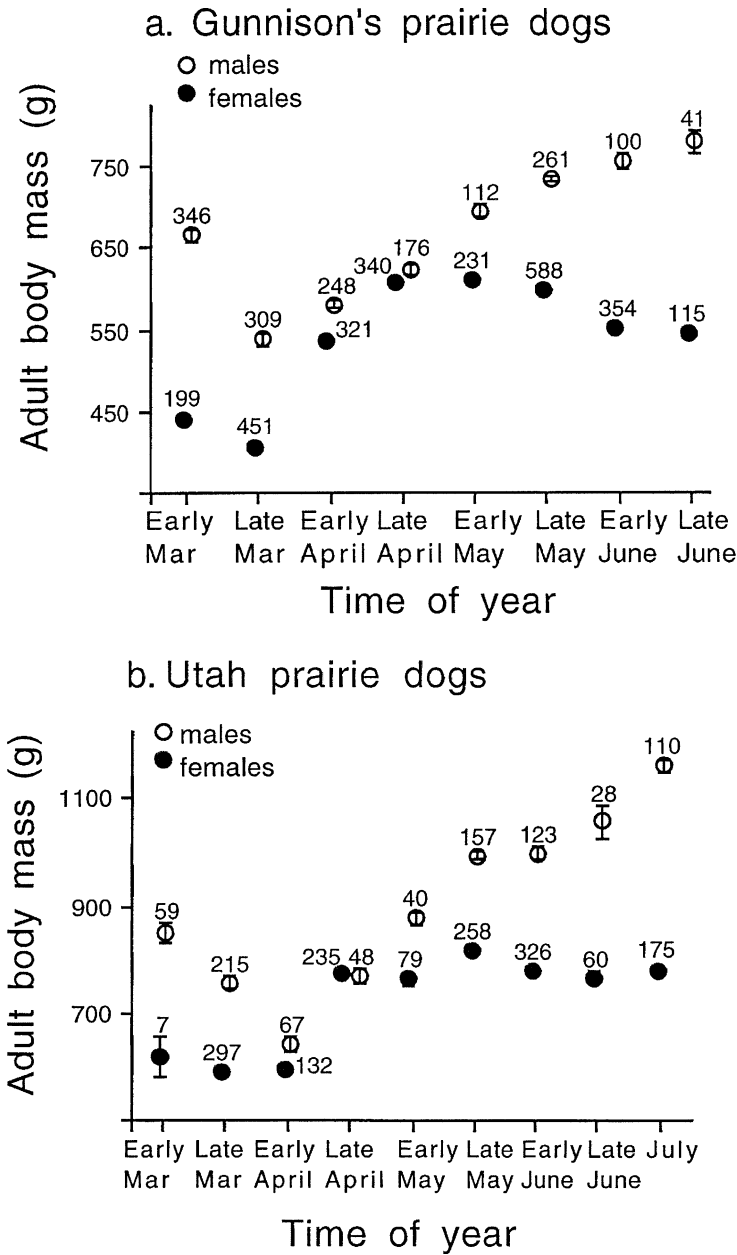 a. Gunnison's prairie dogs
males
females
Adult body mass (g)
750
650
550
450
346
199
309
451
248
321
340
176
112
231
261
588
100
354
41
115
Early Late Early Late Early Late Early Late
Mar Mar April April May May June June
Time of year
b. Utah prairie dogs
males
females
Adult body mass (g)
1100
900
700
59
7
215
297
67
132
235
48
40
79
157
258
123
326
28
60
110
175
Early Late Early Late Early Late Early Late July
Mar Mar April April May May June June
Time of year